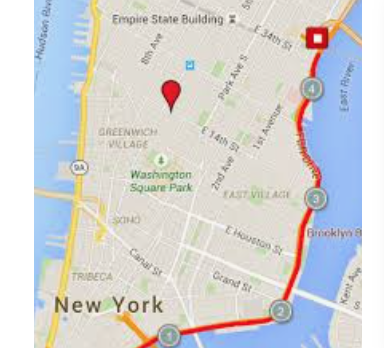 Hudson River
Empire State Building
E 34th St
8th Ave
Park Ave S
4
East River
1st Avenue
E 14th St
GREENWICH
VILLAGE
9A
Washington
Square Park
2nd Ave
EAST VILLAGE
3
SOHO
E Houston St
Brooklyn B
Canal St
TRIBECA
Grand St
Kent Ave
New York
2
1